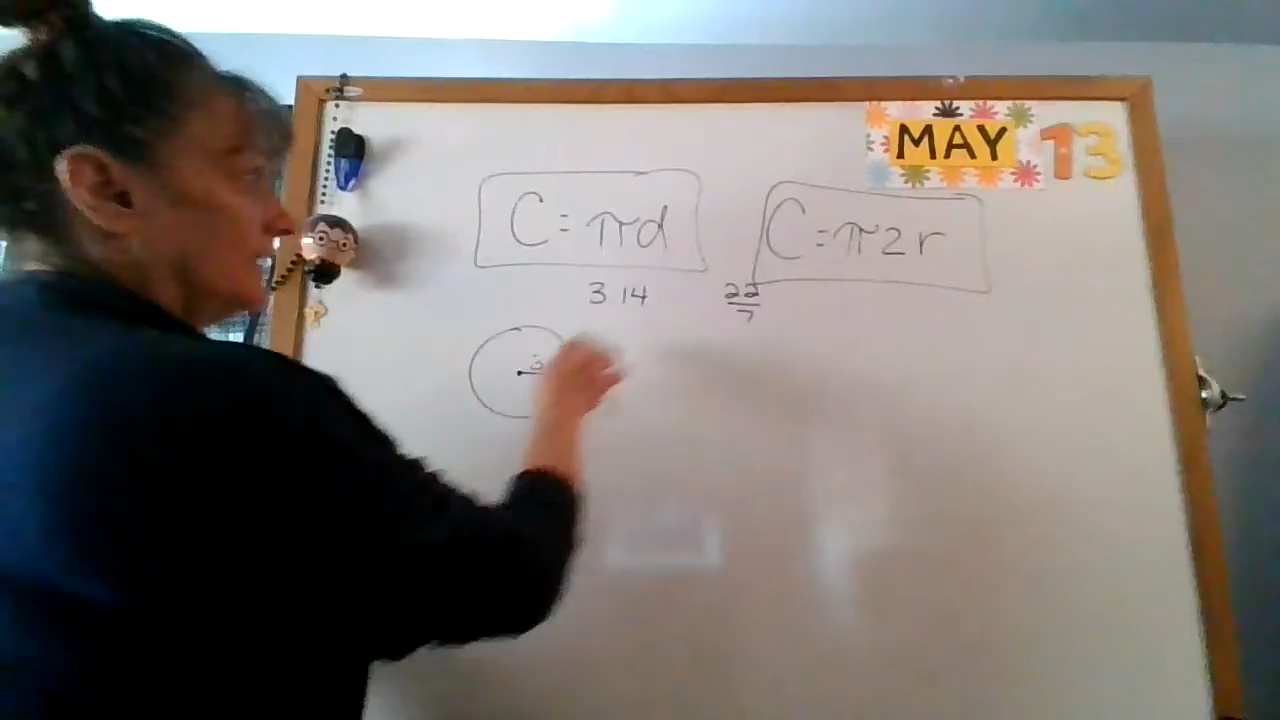 MAY 13
C = πd
C = π2r
3.14
22/7